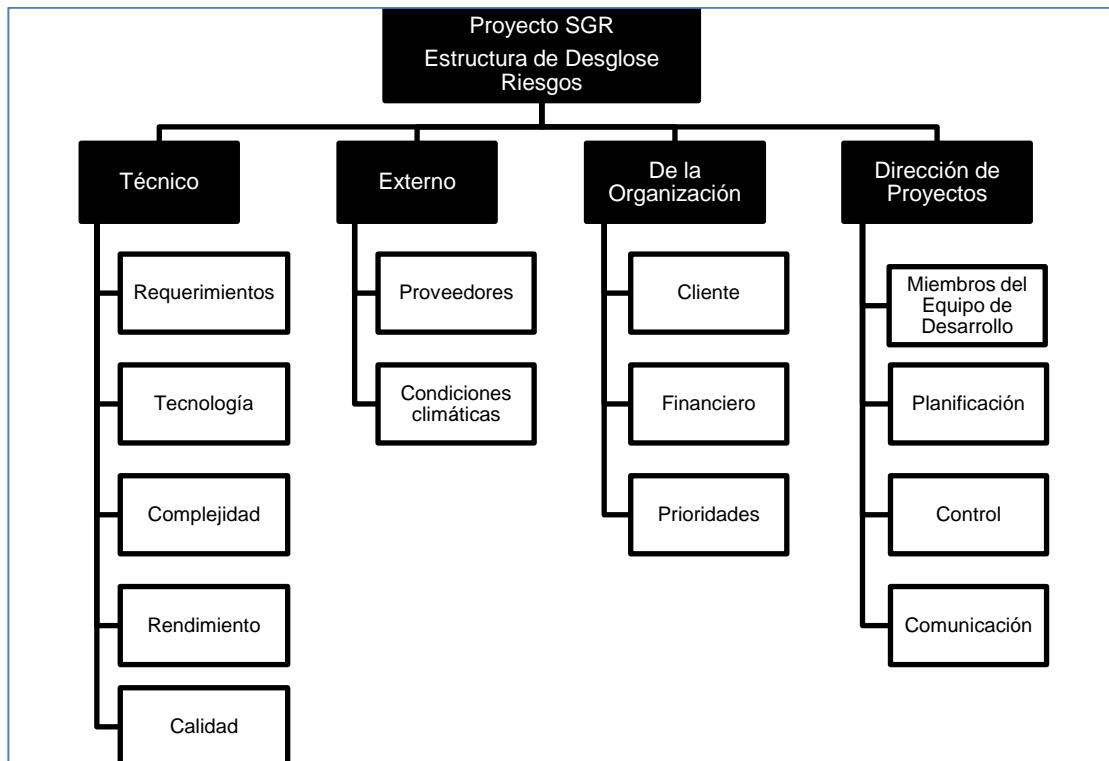 Proyecto SGR
Estructura de Desglose
Riesgos
Técnico
Externo
De la
Organización
Dirección de
Proyectos
Requerimientos
Tecnología
Complejidad
Rendimiento
Calidad
Proveedores
Condiciones
climáticas
Cliente
Financiero
Prioridades
Miembros del
Equipo de
Desarrollo
Planificación
Control
Comunicación